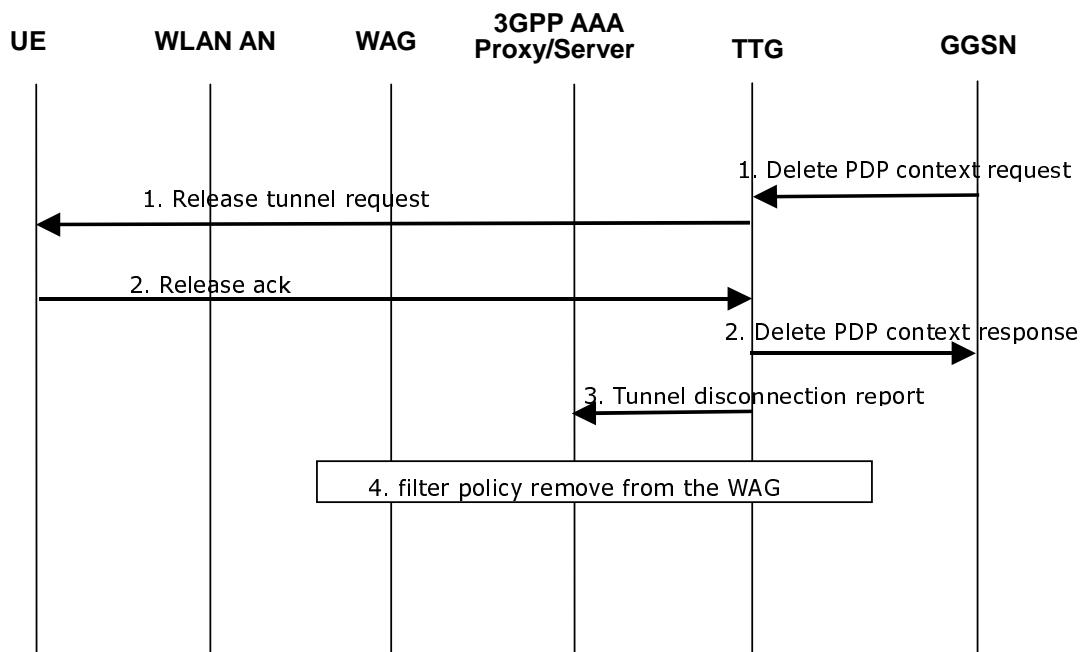 UE
WLAN AN
WAG
3GPP AAA
Proxy/Server
TTG
GGSN
1. Delete PDP context request
1. Release tunnel request
2. Release ack
2. Delete PDP context response
3. Tunnel disconnection report
4. filter policy remove from the WAG